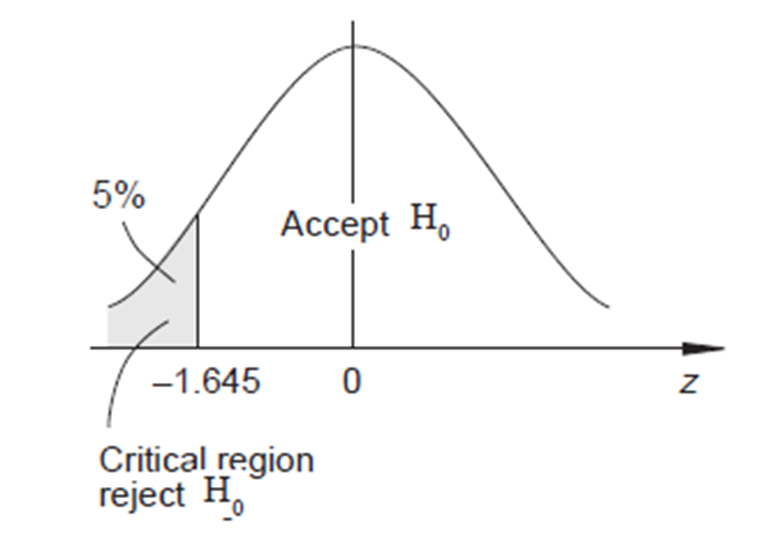 5%
Accept H₀
–1.645
0
z
Critical region
reject H₀